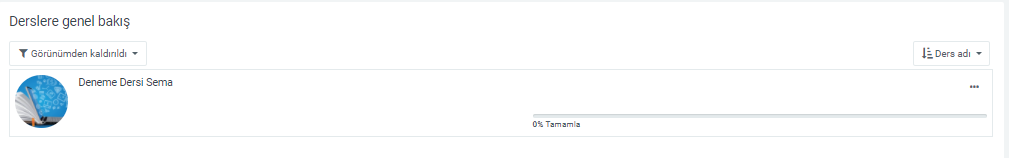 Derslere genel bakış
Görünümden kaldırıldı
Ders adı
Deneme Dersi Sema
0% Tamamla